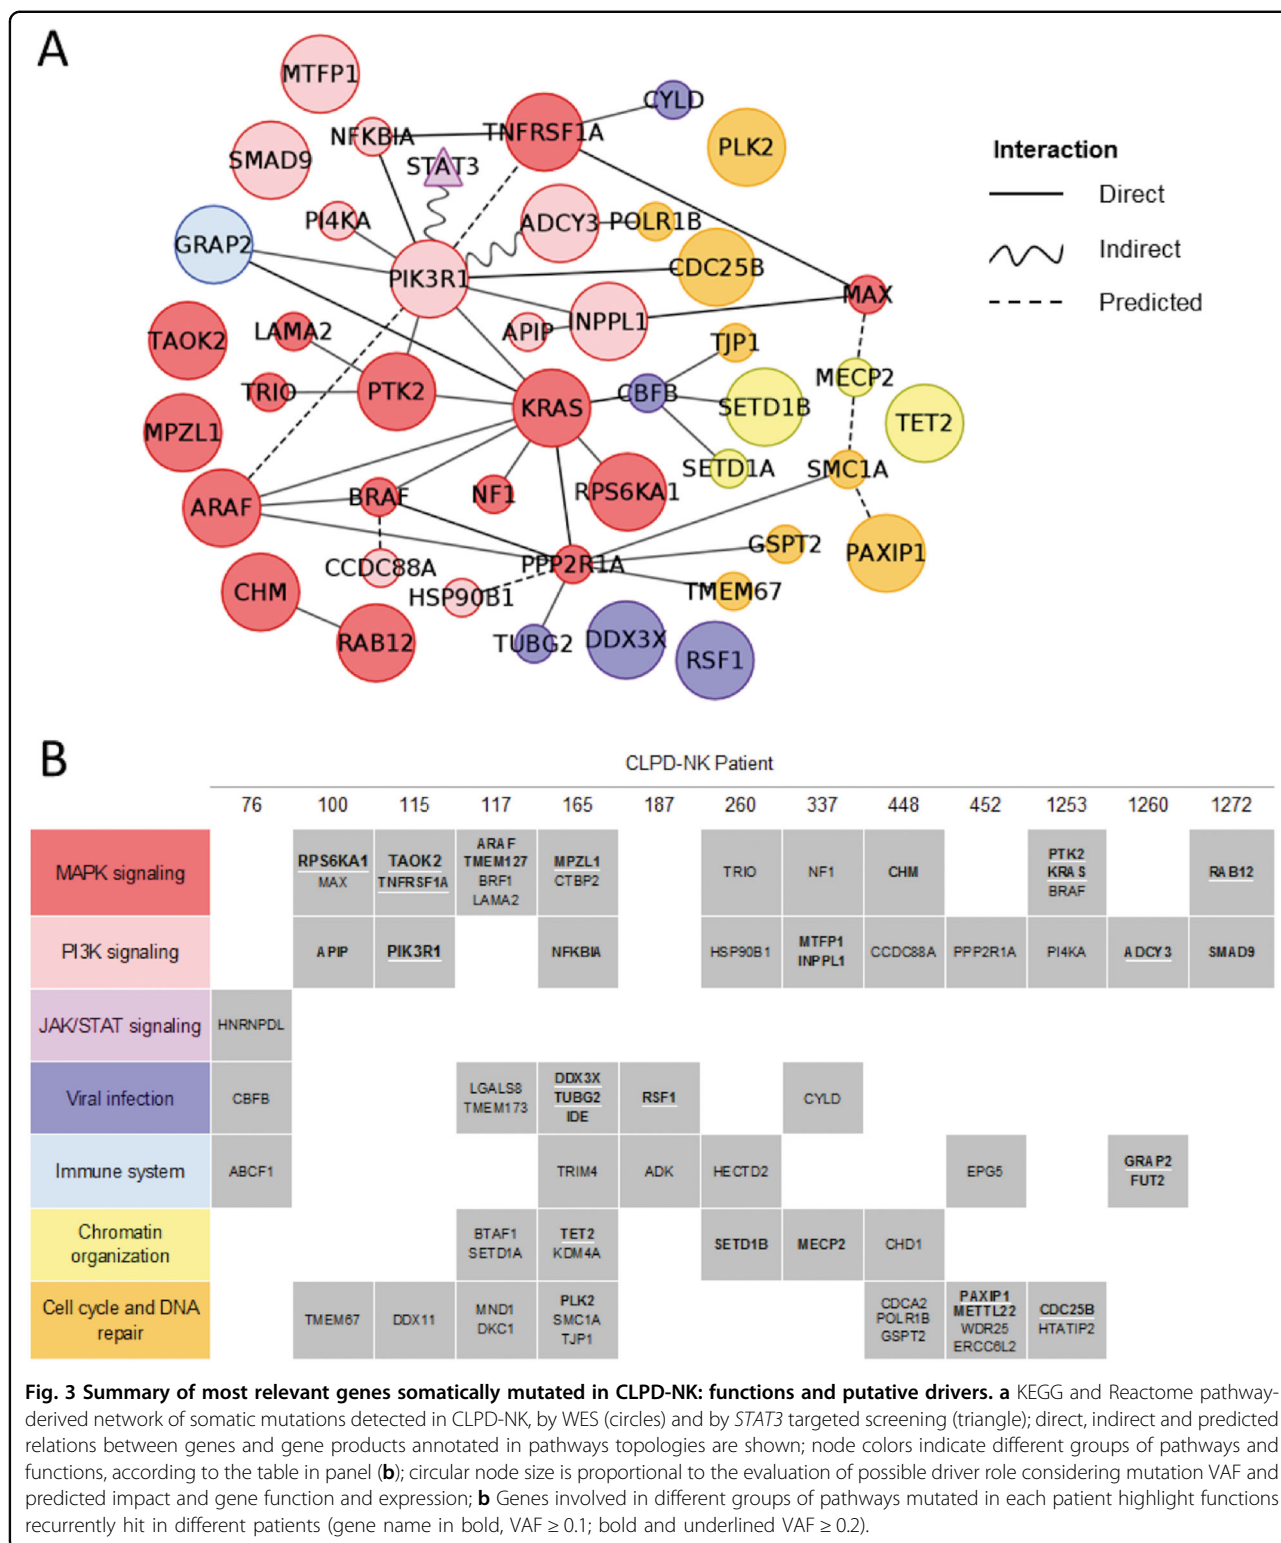 A
MTFP1
CYLD
NFKBIA
TNFRSF1A
PLK2
SMAD9
STAT3
Interaction
Direct
Indirect
Predicted
PI4KA
ADCY3
POLR1B
GRAP2
PIK3R1
CDC25B
MAX
TAOK2
LAMA2
APIP
INPPL1
TJP1
MECP2
TRIO
PTK2
KRAS
CBFB
SETD1B
TET2
MPZL1
SETD1A
SMC1A
ARAF
BRAF
NF1
RPS6KA1
GSPT2
PAXIP1
CCDC88A
PPP2R1A
CHM
HSP90B1
TMEM67
RAB12
TUBG2
DDX3X
RSF1
B
CLPD-NK Patient
76 100 115 117 165 187 260 337 448 452 1253 1260 1272
MAPK signaling
RPS6KA1
MAX
TAOK2
TNFRSF1A
ARAF
TMEM127
BRF1
LAMA2
MPZL1
CTBP2
TRIO
NF1
CHM
PTK2
KRAS
BRAF
RAB12
PI3K signaling
APIP
PIK3R1
NFKBIA
HSP90B1
MTFP1
INPPL1
CCDC88A
PPP2R1A
PI4KA
ADCY3
SMAD9
JAK/STAT signaling
HNRNPDL
Viral infection
CBFB
LGALS8
TMEM173
DDX3X
TUBG2
IDE
RSF1
CYLD
Immune system
ABCF1
TRIM4
ADK
HECTD2
EPG5
GRAP2
FUT2
Chromatin
organization
BTAF1
SETD1A
TET2
KDM4A
SETD1B
MECP2
CHD1
Cell cycle and DNA
repair
TMEM67
DDX11
MND1
DKC1
PLK2
SMC1A
TJP1
CDCA2
POLR1B
GSPT2
PAXIP1
METTL22
WDR25
ERCC6L2
CDC25B
HTATIP2
Fig. 3 Summary of most relevant genes somatically mutated in CLPD-NK: functions and putative drivers. a KEGG and Reactome pathway-
derived network of somatic mutations detected in CLPD-NK, by WES (circles) and by STAT3 targeted screening (triangle); direct, indirect and predicted
relations between genes and gene products annotated in pathways topologies are shown; node colors indicate different groups of pathways and
functions, according to the table in panel (b); circular node size is proportional to the evaluation of possible driver role considering mutation VAF and
predicted impact and gene function and expression; b Genes involved in different groups of pathways mutated in each patient highlight functions
recurrently hit in different patients (gene name in bold, VAF ≥ 0.1; bold and underlined VAF ≥ 0.2).